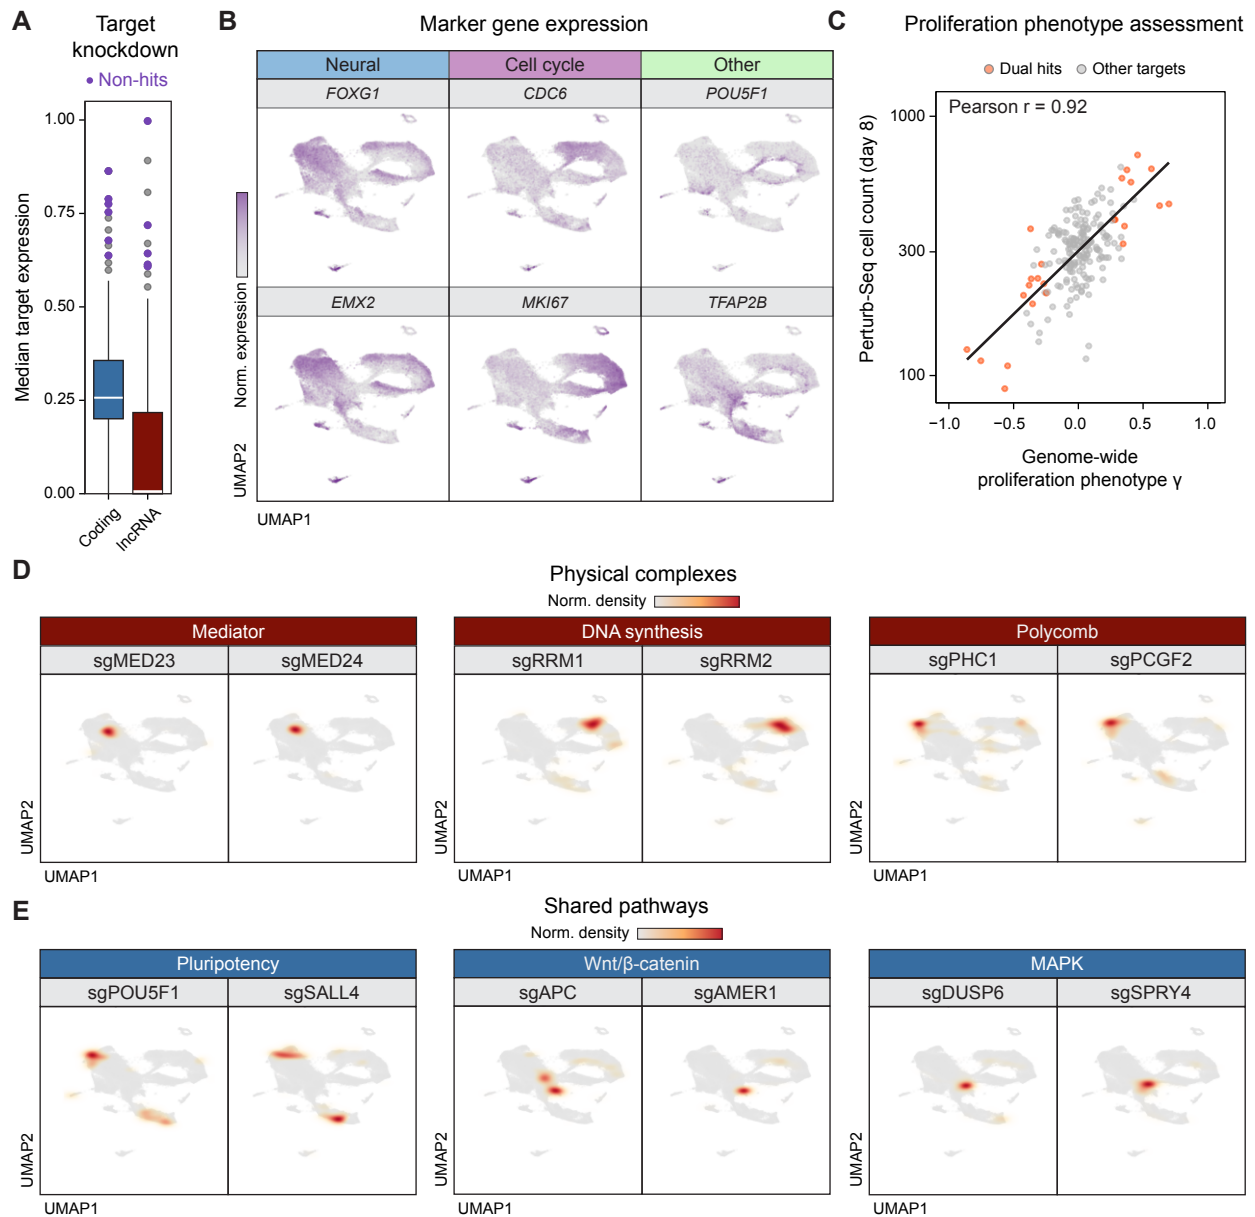 A
Target
knockdown
Non-hits
Median target expression
1.00
0.75
0.50
0.25
0.00
Coding
lncRNA
B
Marker gene expression
Neural
Cell cycle
Other
FOXG1
CDC6
POU5F1
EMX2
MKI67
TFAP2B
Norm. expression
UMAP2
UMAP1
C
Proliferation phenotype assessment
Dual hits
Other targets
Pearson r = 0.92
Perturb-Seq cell count (day 8)
1000
300
100
−1.0
−0.5
0.0
0.5
1.0
Genome-wide
proliferation phenotype γ
D
Physical complexes
Norm. density
Mediator
sgMED23
sgMED24
UMAP2
UMAP1
DNA synthesis
sgRRM1
sgRRM2
UMAP2
UMAP1
Polycomb
sgPHC1
sgPCGF2
UMAP2
UMAP1
E
Shared pathways
Norm. density
Pluripotency
sgPOU5F1
sgSALL4
UMAP2
UMAP1
Wnt/β-catenin
sgAPC
sgAMER1
UMAP2
UMAP1
MAPK
sgDUSP6
sgSPRY4
UMAP2
UMAP1